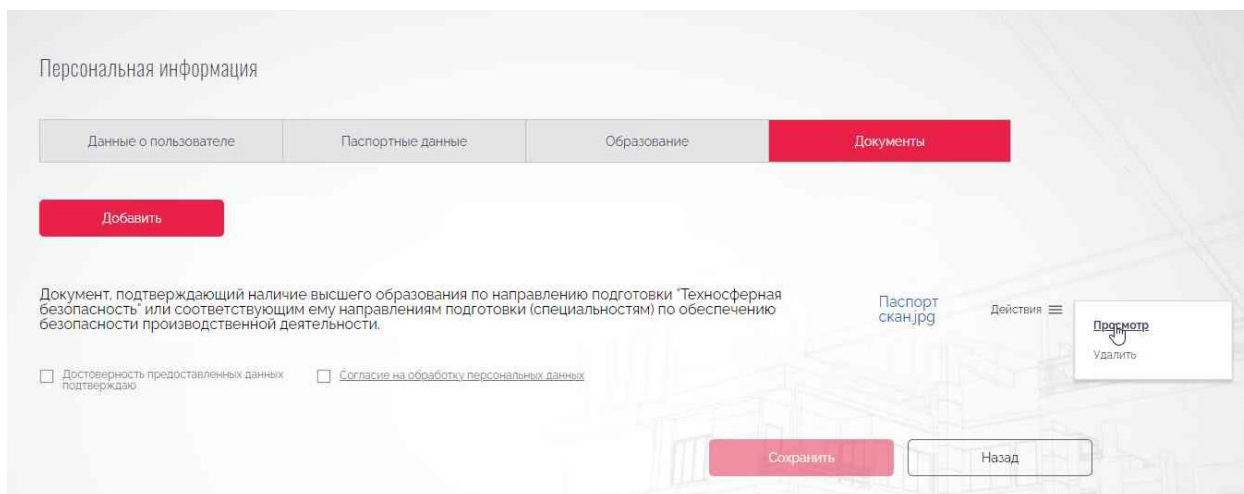 Персональная информация
Данные о пользователе
Паспортные данные
Образование
Документы
Добавить
Документ, подтверждающий наличие высшего образования по направлению подготовки "Техносферная
безопасность" или соответствующим ему направлениям подготовки (специальностям) по обеспечению
безопасности производственной деятельности.
Паспорт
скан.jpg
Действия
Просмотр
Удалить
Достоверность предоставленных данных
подтверждаю
Согласие на обработку персональных данных
Сохранить
Назад